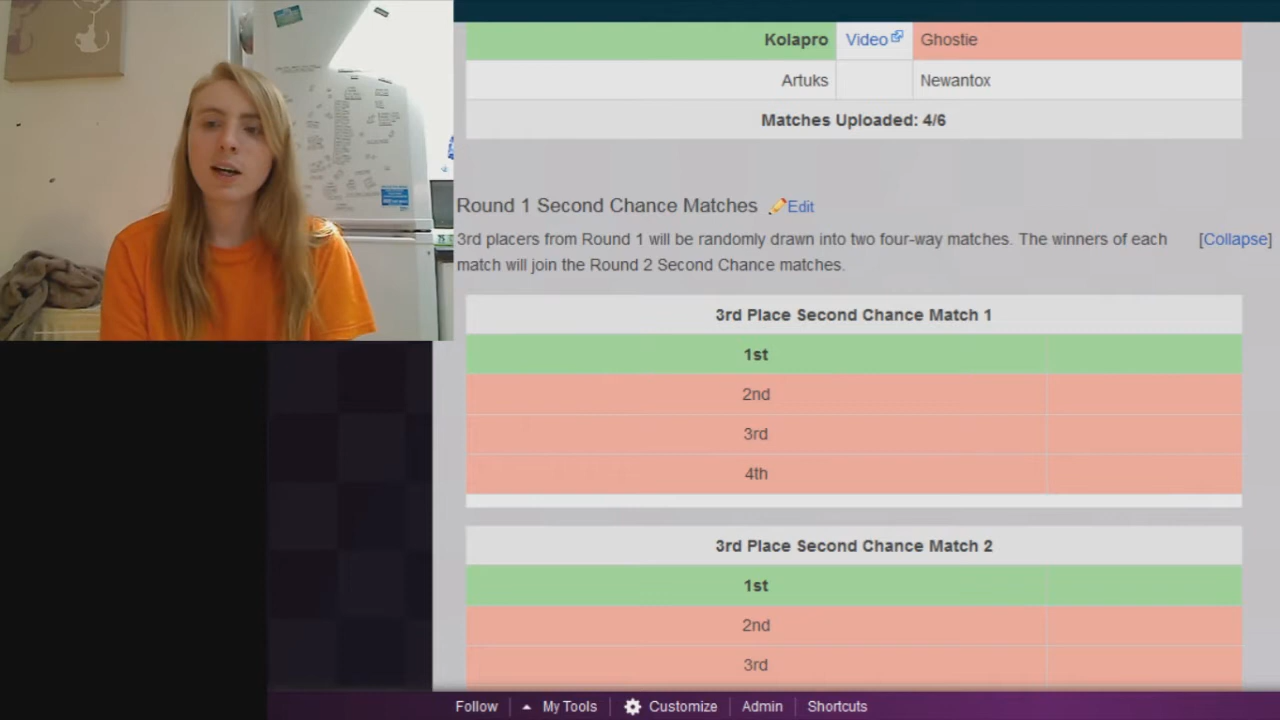 Kolapro Video Ghostie
Artuks Newantox
Matches Uploaded: 4/6
Round 1 Second Chance Matches Edit
3rd placers from Round 1 will be randomly drawn into two four-way matches. The winners of each [Collapse]
match will join the Round 2 Second Chance matches.
3rd Place Second Chance Match 1
1st
2nd
3rd
4th
3rd Place Second Chance Match 2
1st
2nd
3rd
Follow My Tools Customize Admin Shortcuts